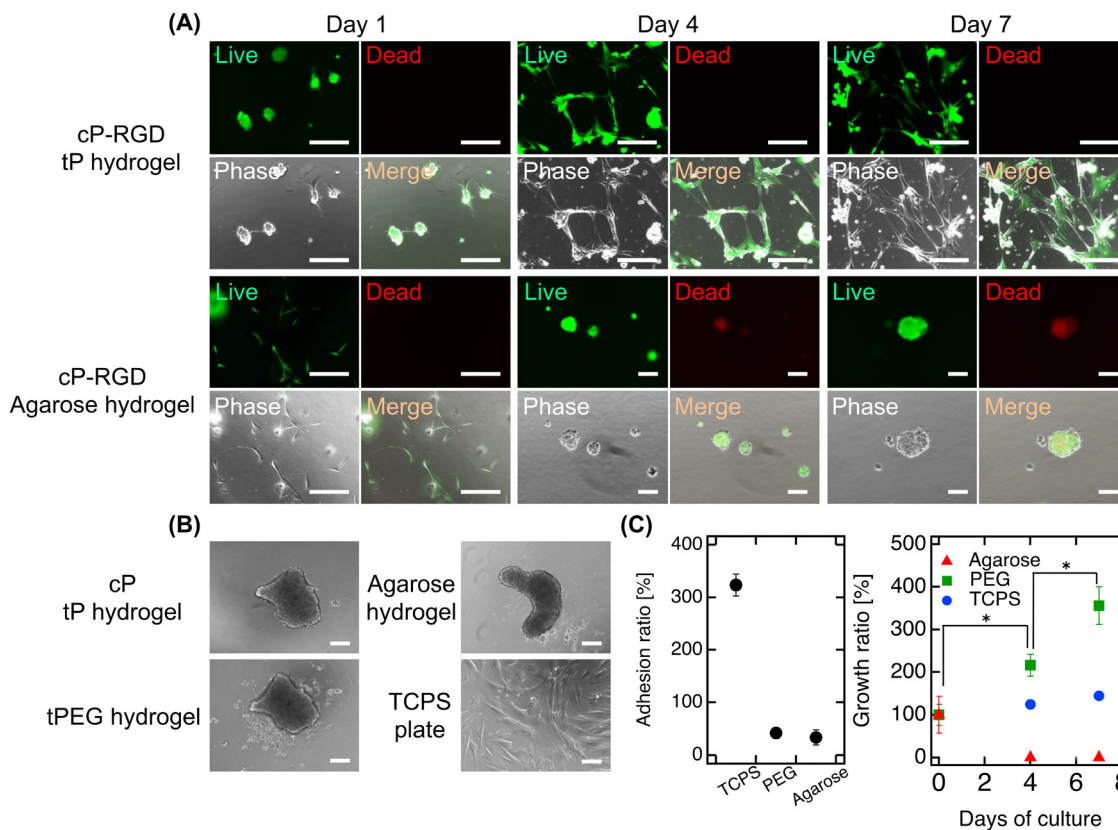 (A)
Day 1
Day 4
Day 7
cP-RGD
tP hydrogel
Live
Dead
Live
Dead
Live
Dead
Phase
Merge
Phase
Merge
Phase
Merge
cP-RGD
Agarose hydrogel
Live
Dead
Live
Dead
Live
Dead
Phase
Merge
Phase
Merge
Phase
Merge
(B)
cP
tP hydrogel
Agarose
hydrogel
tPEG hydrogel
TCPS
plate
(C)
Adhesion ratio [%]
400
300
200
100
0
TCPS
PEG
Agarose
Growth ratio [%]
500
400
300
200
100
0
Agarose
PEG
TCPS
*
*
0
2
4
6
8
Days of culture